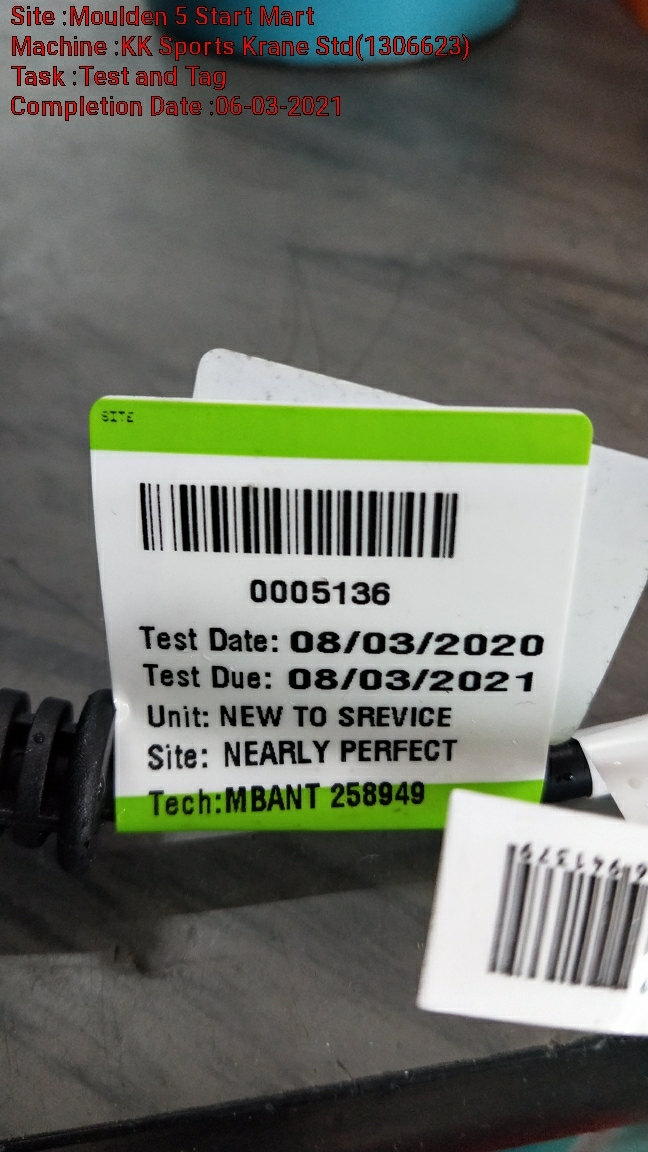 Site :Moulden 5 Start Mart
Machine :KK Sports Krane Std(1306623)
Task :Test and Tag
Completion Date :06-03-2021
SITE
0005136
Test Date: 08/03/2020
Test Due: 08/03/2021
Unit: NEW TO SREVICE
Site: NEARLY PERFECT
Tech:MBANT 258949